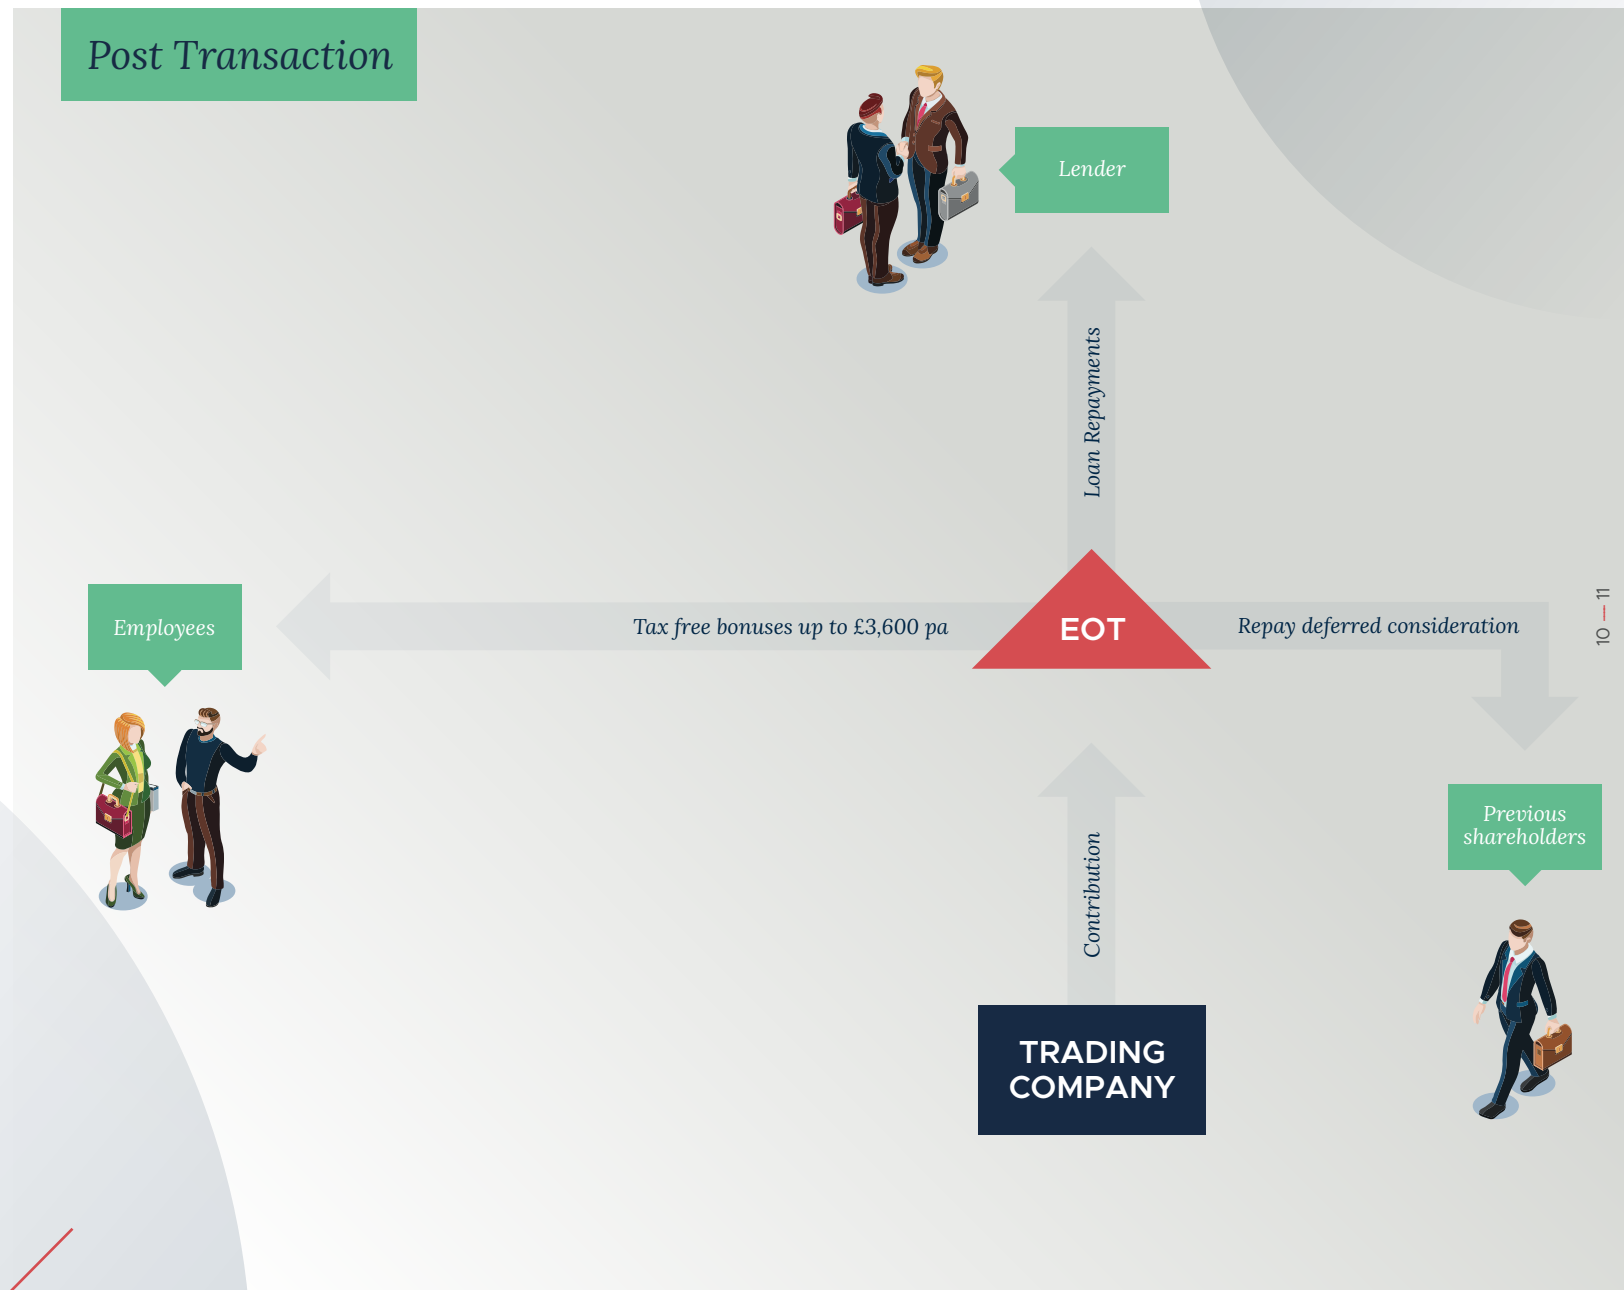 Post Transaction
Lender
Loan Repayments
Employees
Tax free bonuses up to £3,600 pa
EOT
Repay deferred consideration
10 — 11
Previous
shareholders
Contribution
TRADING
COMPANY